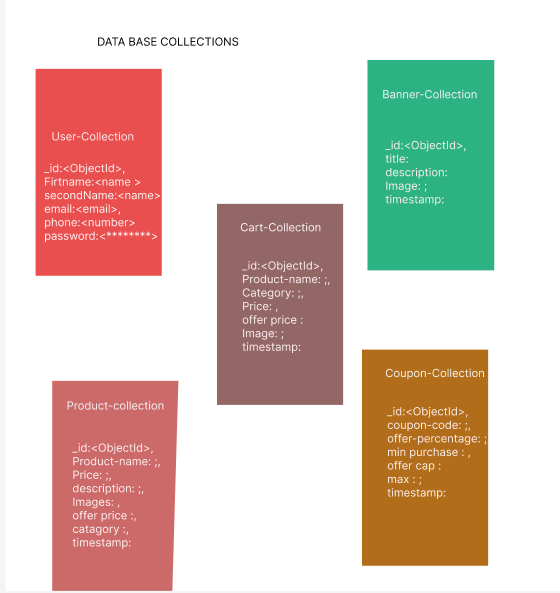 DATA BASE COLLECTIONS
User-Collection
_id:<ObjectId>,
Firtname:<name >
secondName:<name>
email:<email>,
phone:<number>
password:<********>
Banner-Collection
_id:<ObjectId>,
title:
description:
Image: ;
timestamp:
Cart-Collection
_id:<ObjectId>,
Product-name: ;,
Category: ;,
Price: ,
offer price :
Image: ;
timestamp:
Product-collection
_id:<ObjectId>,
Product-name: ;,
Price: ;,
description: ;,
Images: ,
offer price :,
catagory :,
timestamp:
Coupon-Collection
_id:<ObjectId>,
coupon-code: ;,
offer-percentage: ;
min purchase : ,
offer cap :
max : ;
timestamp: